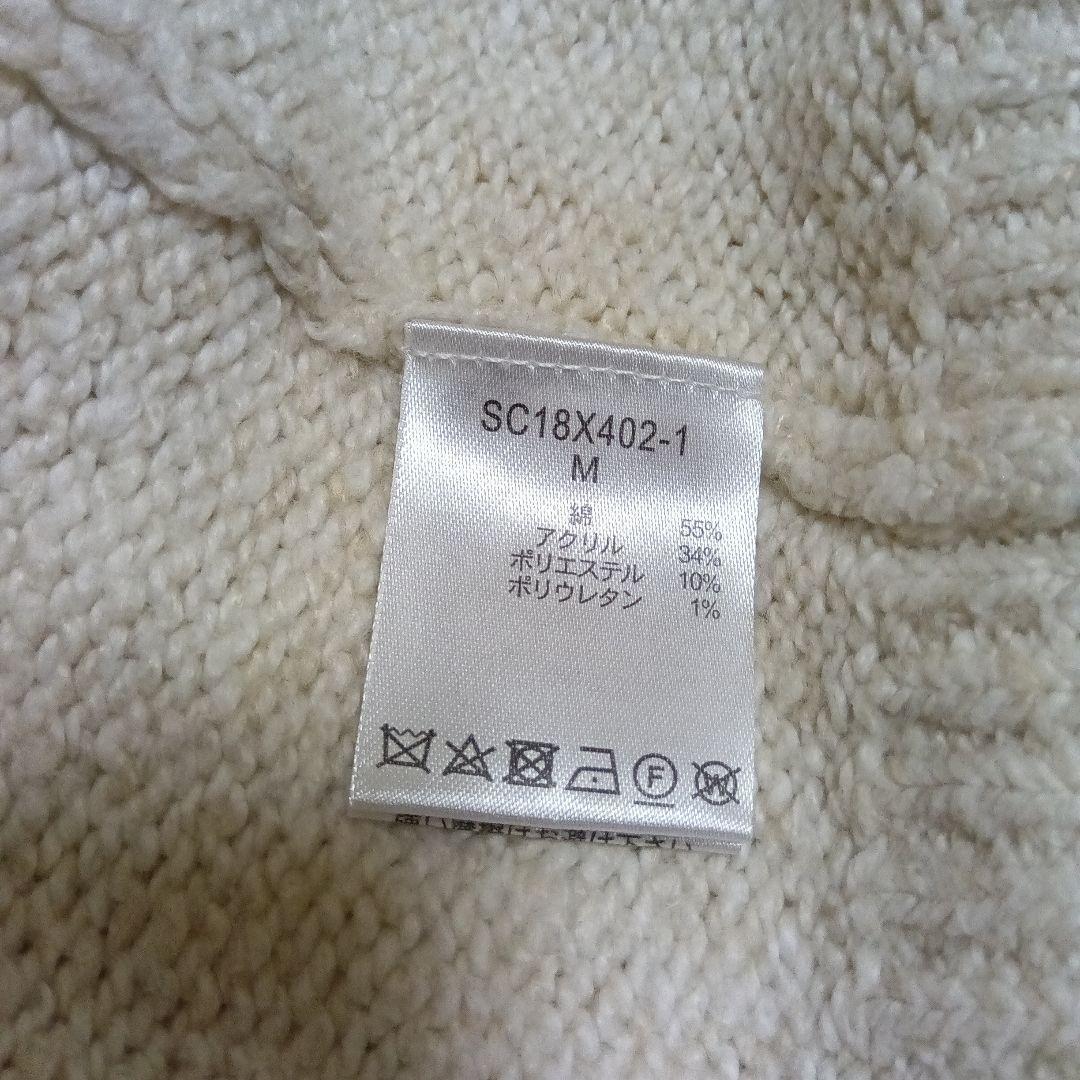 SC18X402-1
M
綿 55%
アクリル 34%
ポリエステル 10%
ポリウレタン 1%
F
W